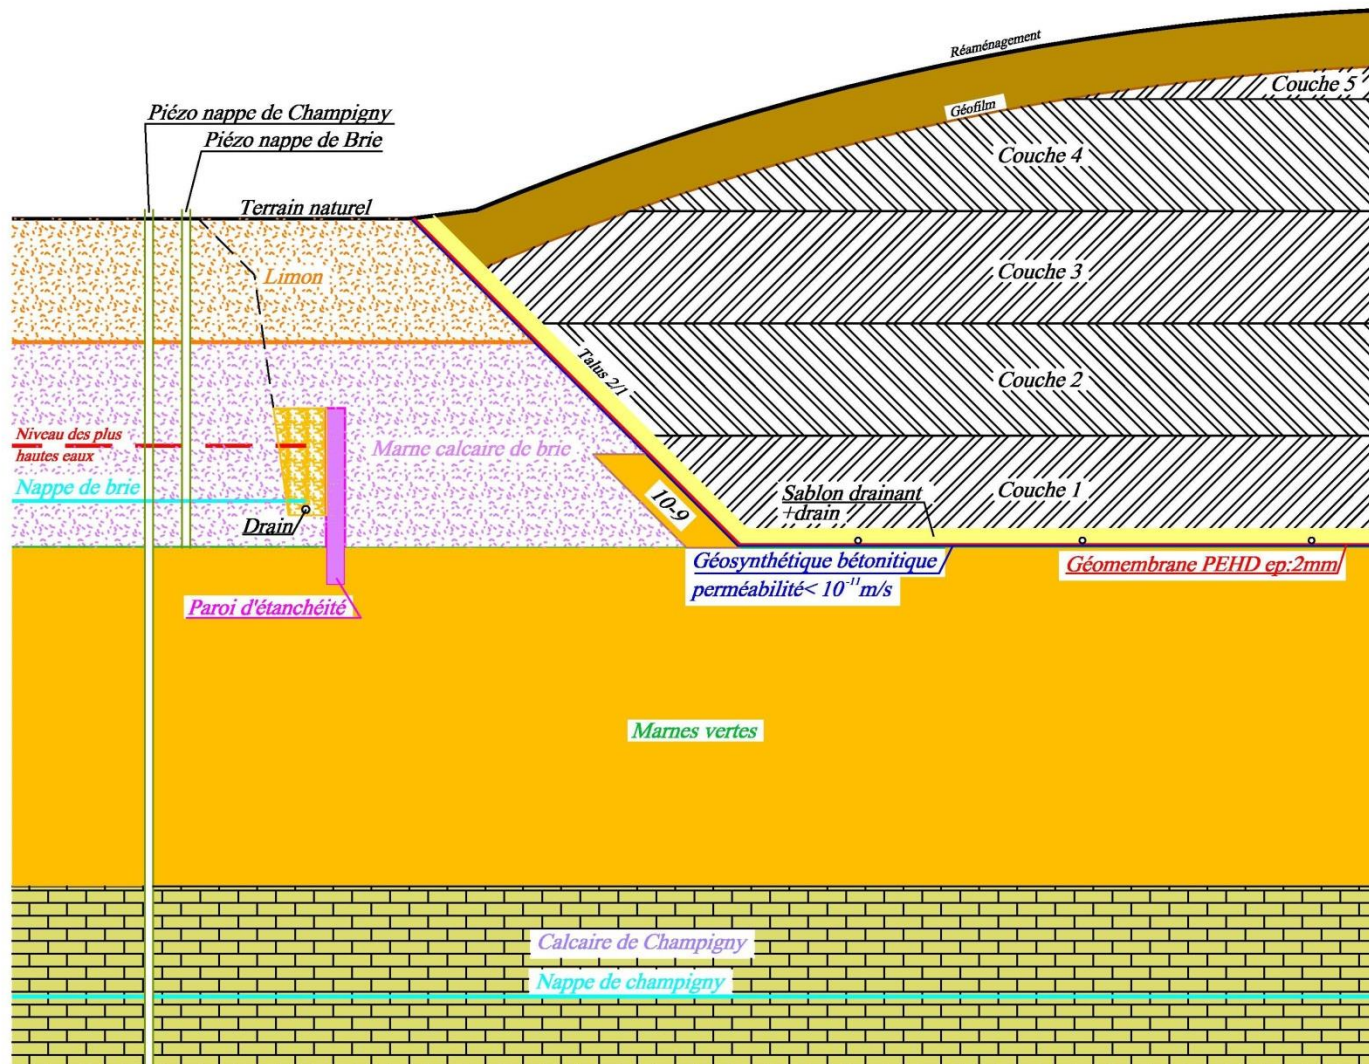 Réaménagement
Couche 5
Géofilm
Piézo nappe de Champigny
Piézo nappe de Brie
Couche 4
Terrain naturel
Limon
Couche 3
Talus 2/1
Couche 2
Niveau des plus
hautes eaux
Marne calcaire de brie
Nappe de brie
10-9
Sablon drainant
+drain
Couche 1
Drain
Géosynthétique bétonitique
perméabilité< 10⁻¹¹m/s
Géomembrane PEHD ep:2mm
Paroi d'étanchéité
Marnes vertes
Calcaire de Champigny
Nappe de champigny